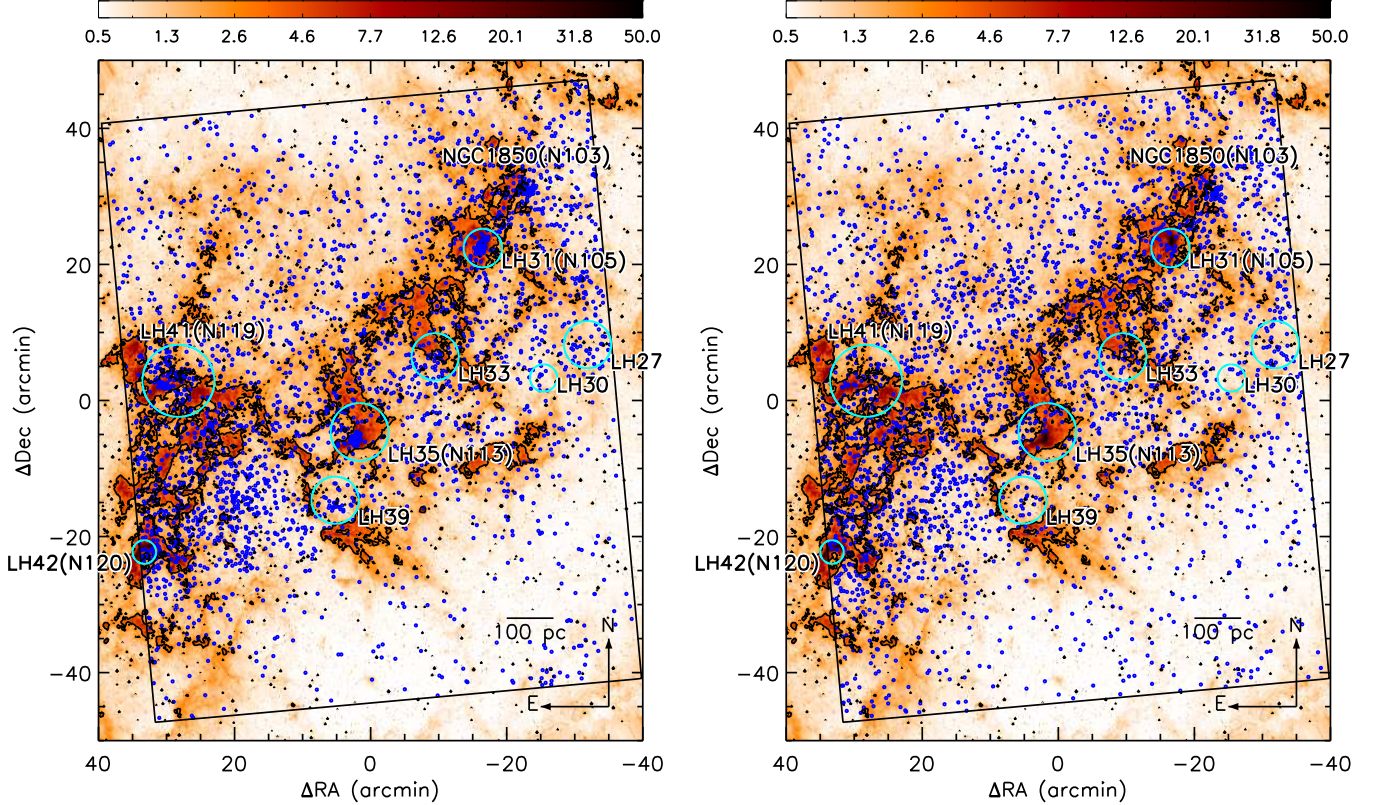 0.5 1.3 2.6 4.6 7.7 12.6 20.1 31.8 50.0
NGC1850(N103)
LH31(N105)
LH41(N119)
LH27
LH33
LH30
LH35(N113)
LH39
LH42(N120)
100 pc
N
E
40
20
0
−20
−40
ΔDec (arcmin)
40 20 0 −20 −40
ΔRA (arcmin)
0.5 1.3 2.6 4.6 7.7 12.6 20.1 31.8 50.0
NGC1850(N103)
LH31(N105)
LH41(N119)
LH27
LH33
LH30
LH35(N113)
LH39
LH42(N120)
100 pc
N
E
40
20
0
−20
−40
ΔDec (arcmin)
40 20 0 −20 −40
ΔRA (arcmin)